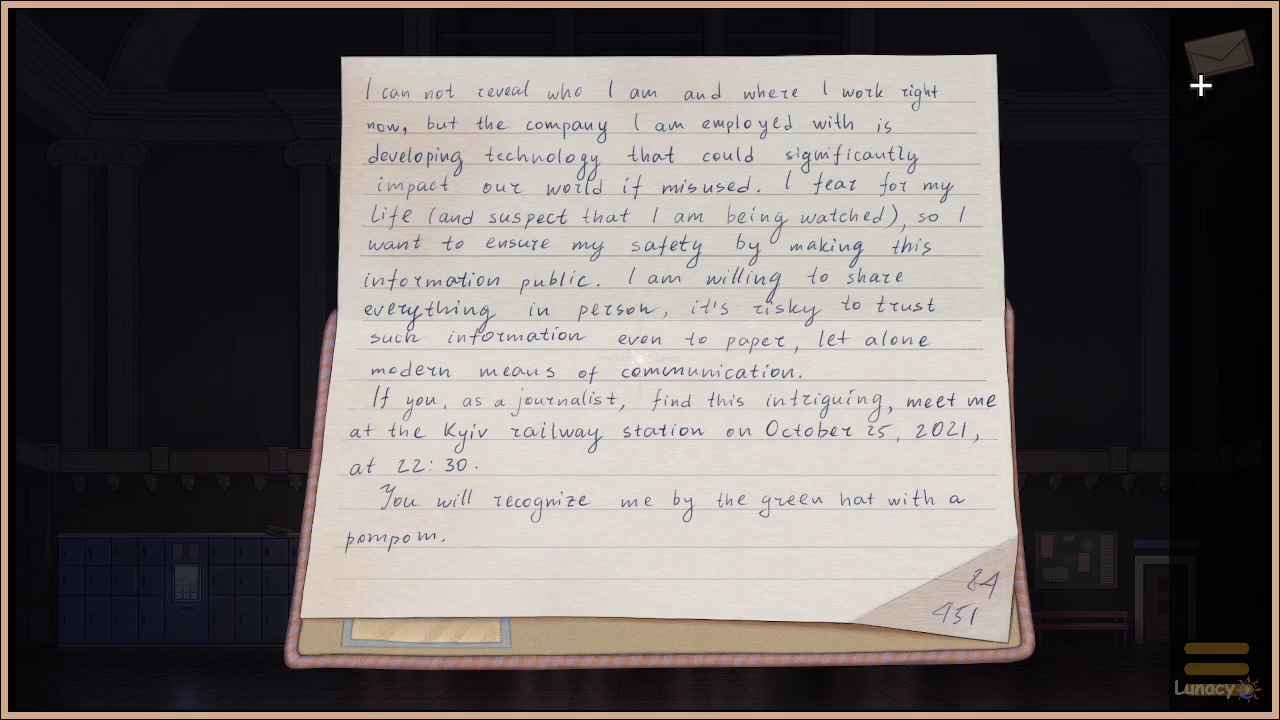 I can not reveal who I am and where I work right
now, but the company I am employed with is
developing technology that could significantly
impact our world if misused. I fear for my
life (and suspect that I am being watched), so I
want to ensure my safety by making this
information public. I am willing to share
everything in person, it's risky to trust
such information even to paper, let alone
modern means of communication.
If you, as a journalist, find this intriguing, meet me
at the Kyiv railway station on October 25, 2021,
at 22:30.
You will recognize me by the green hat with a
pompom.
84
451
Lunacy